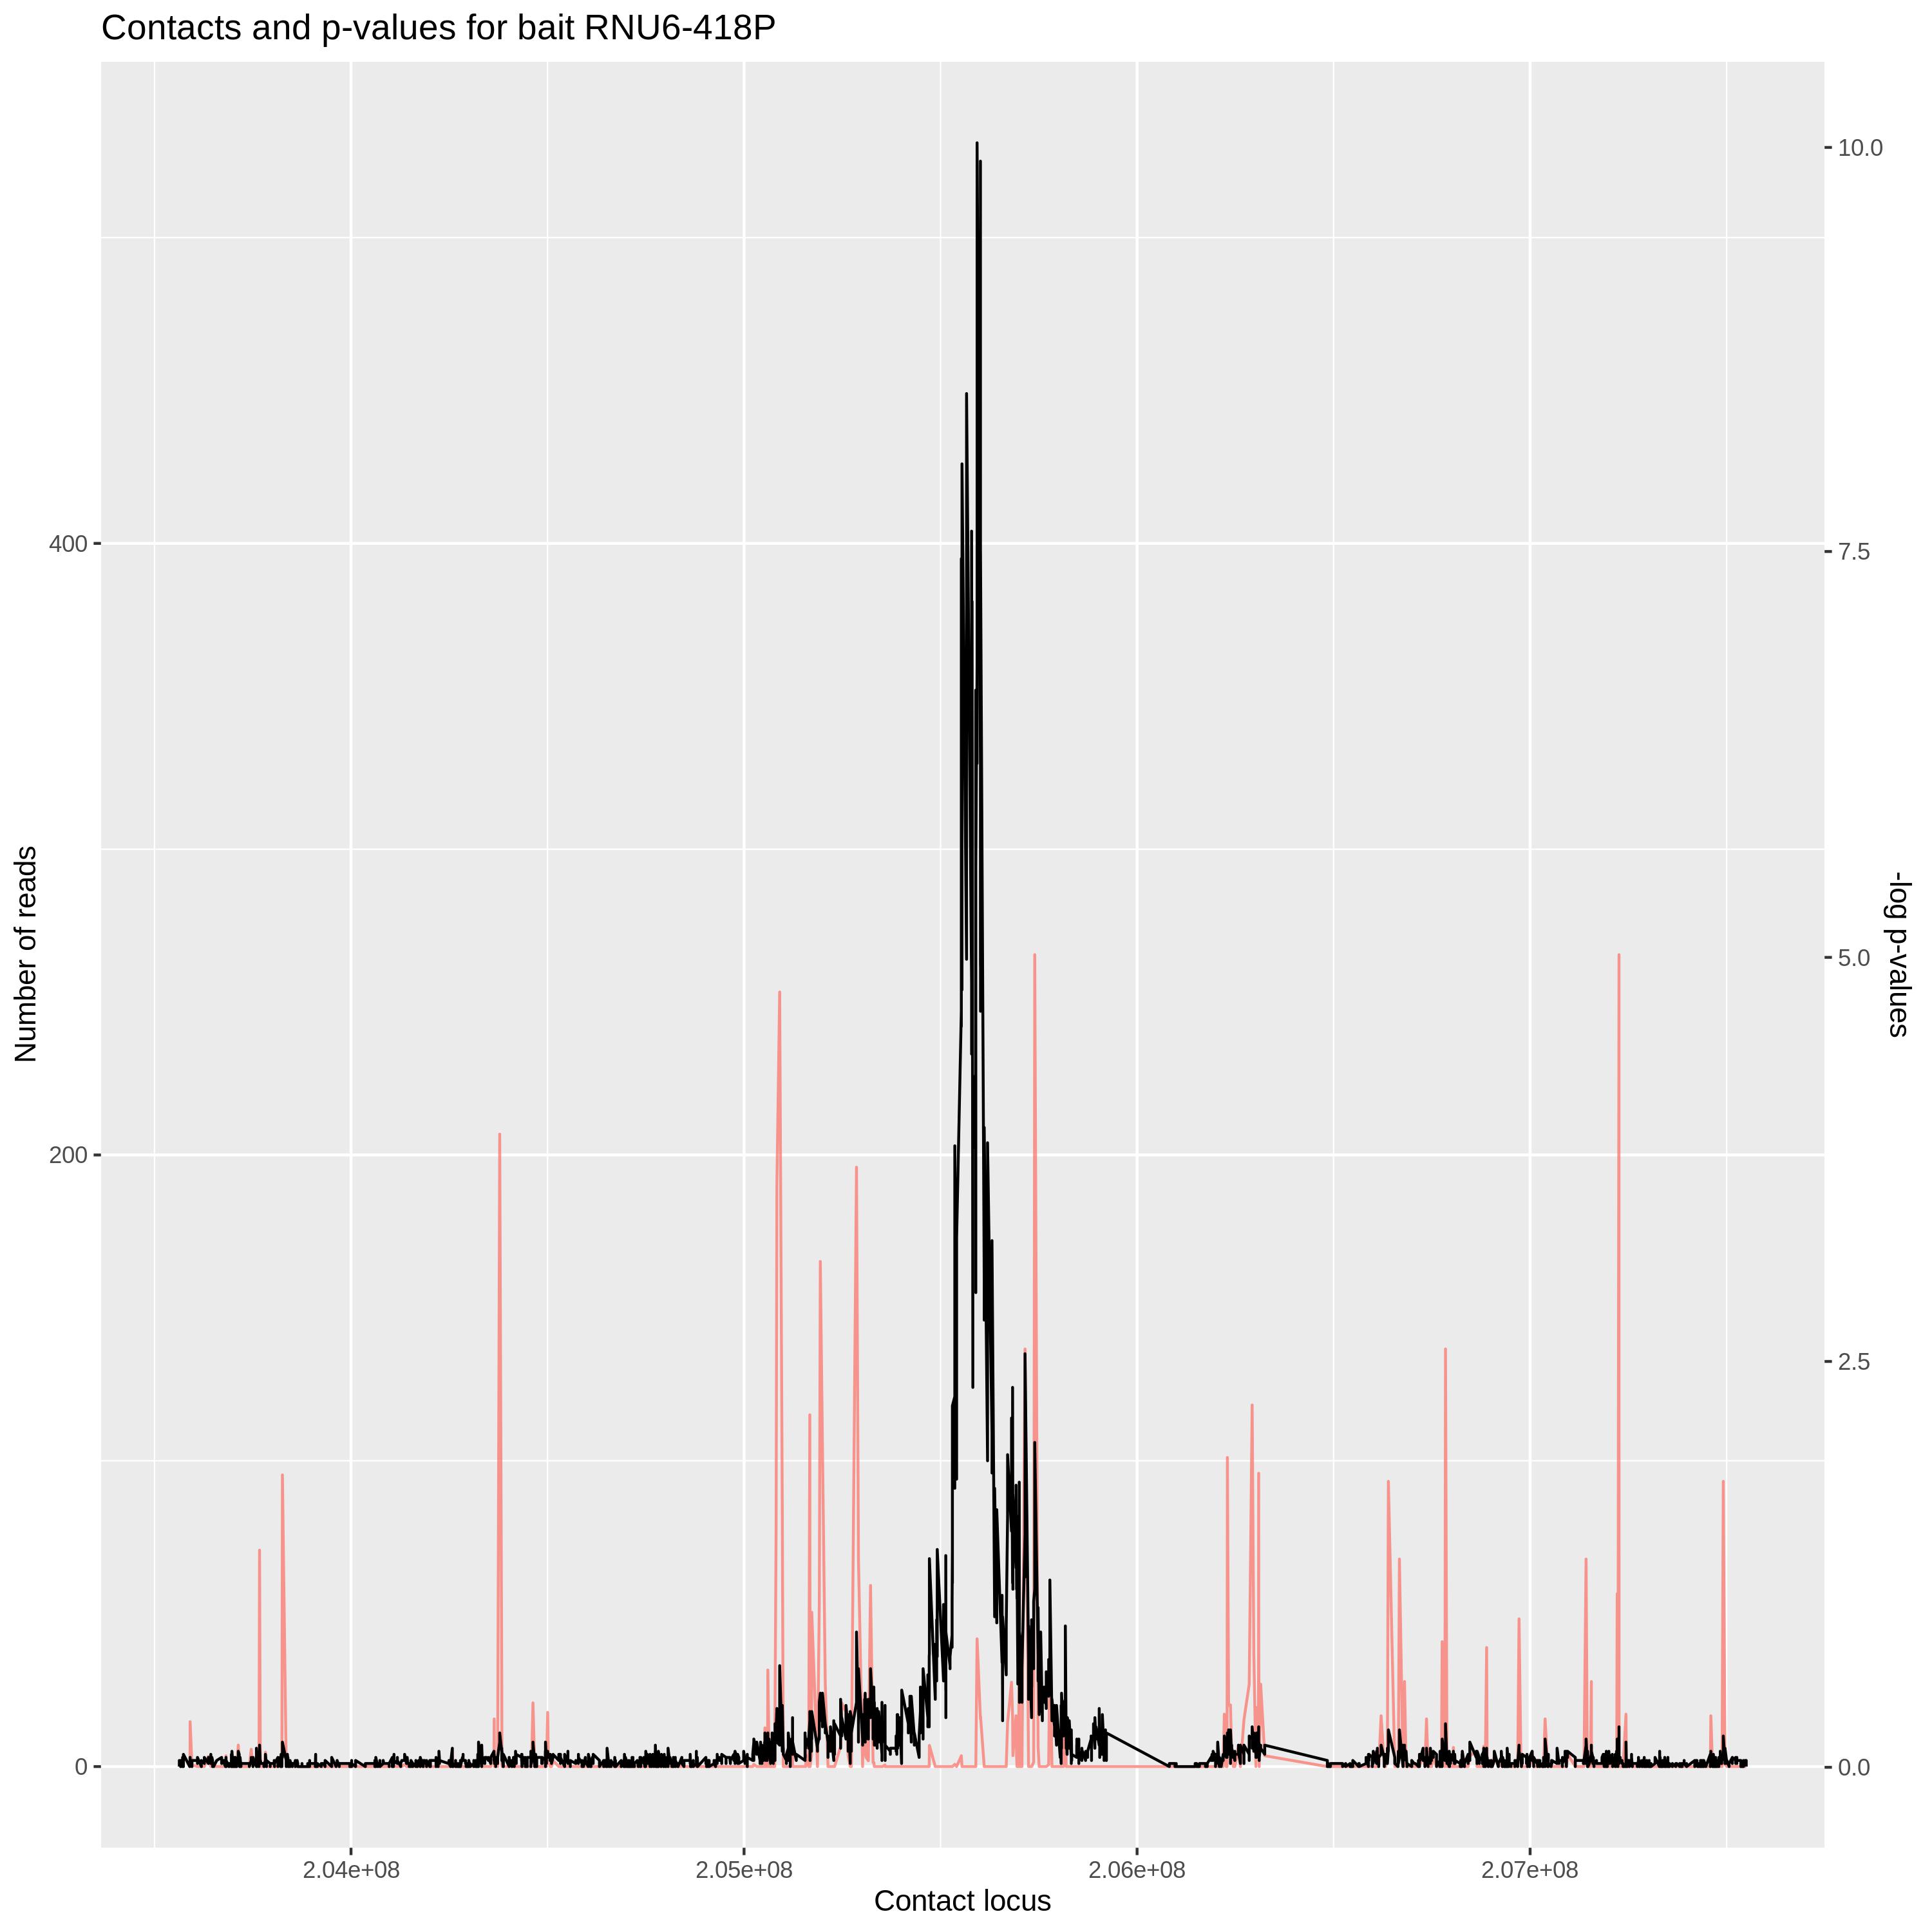 Contacts and p-values for bait RNU6-418P
10.0
400
7.5
Number of reads
-log p-values
5.0
200
2.5
0
0.0
2.04e+08
2.05e+08
2.06e+08
2.07e+08
Contact locus